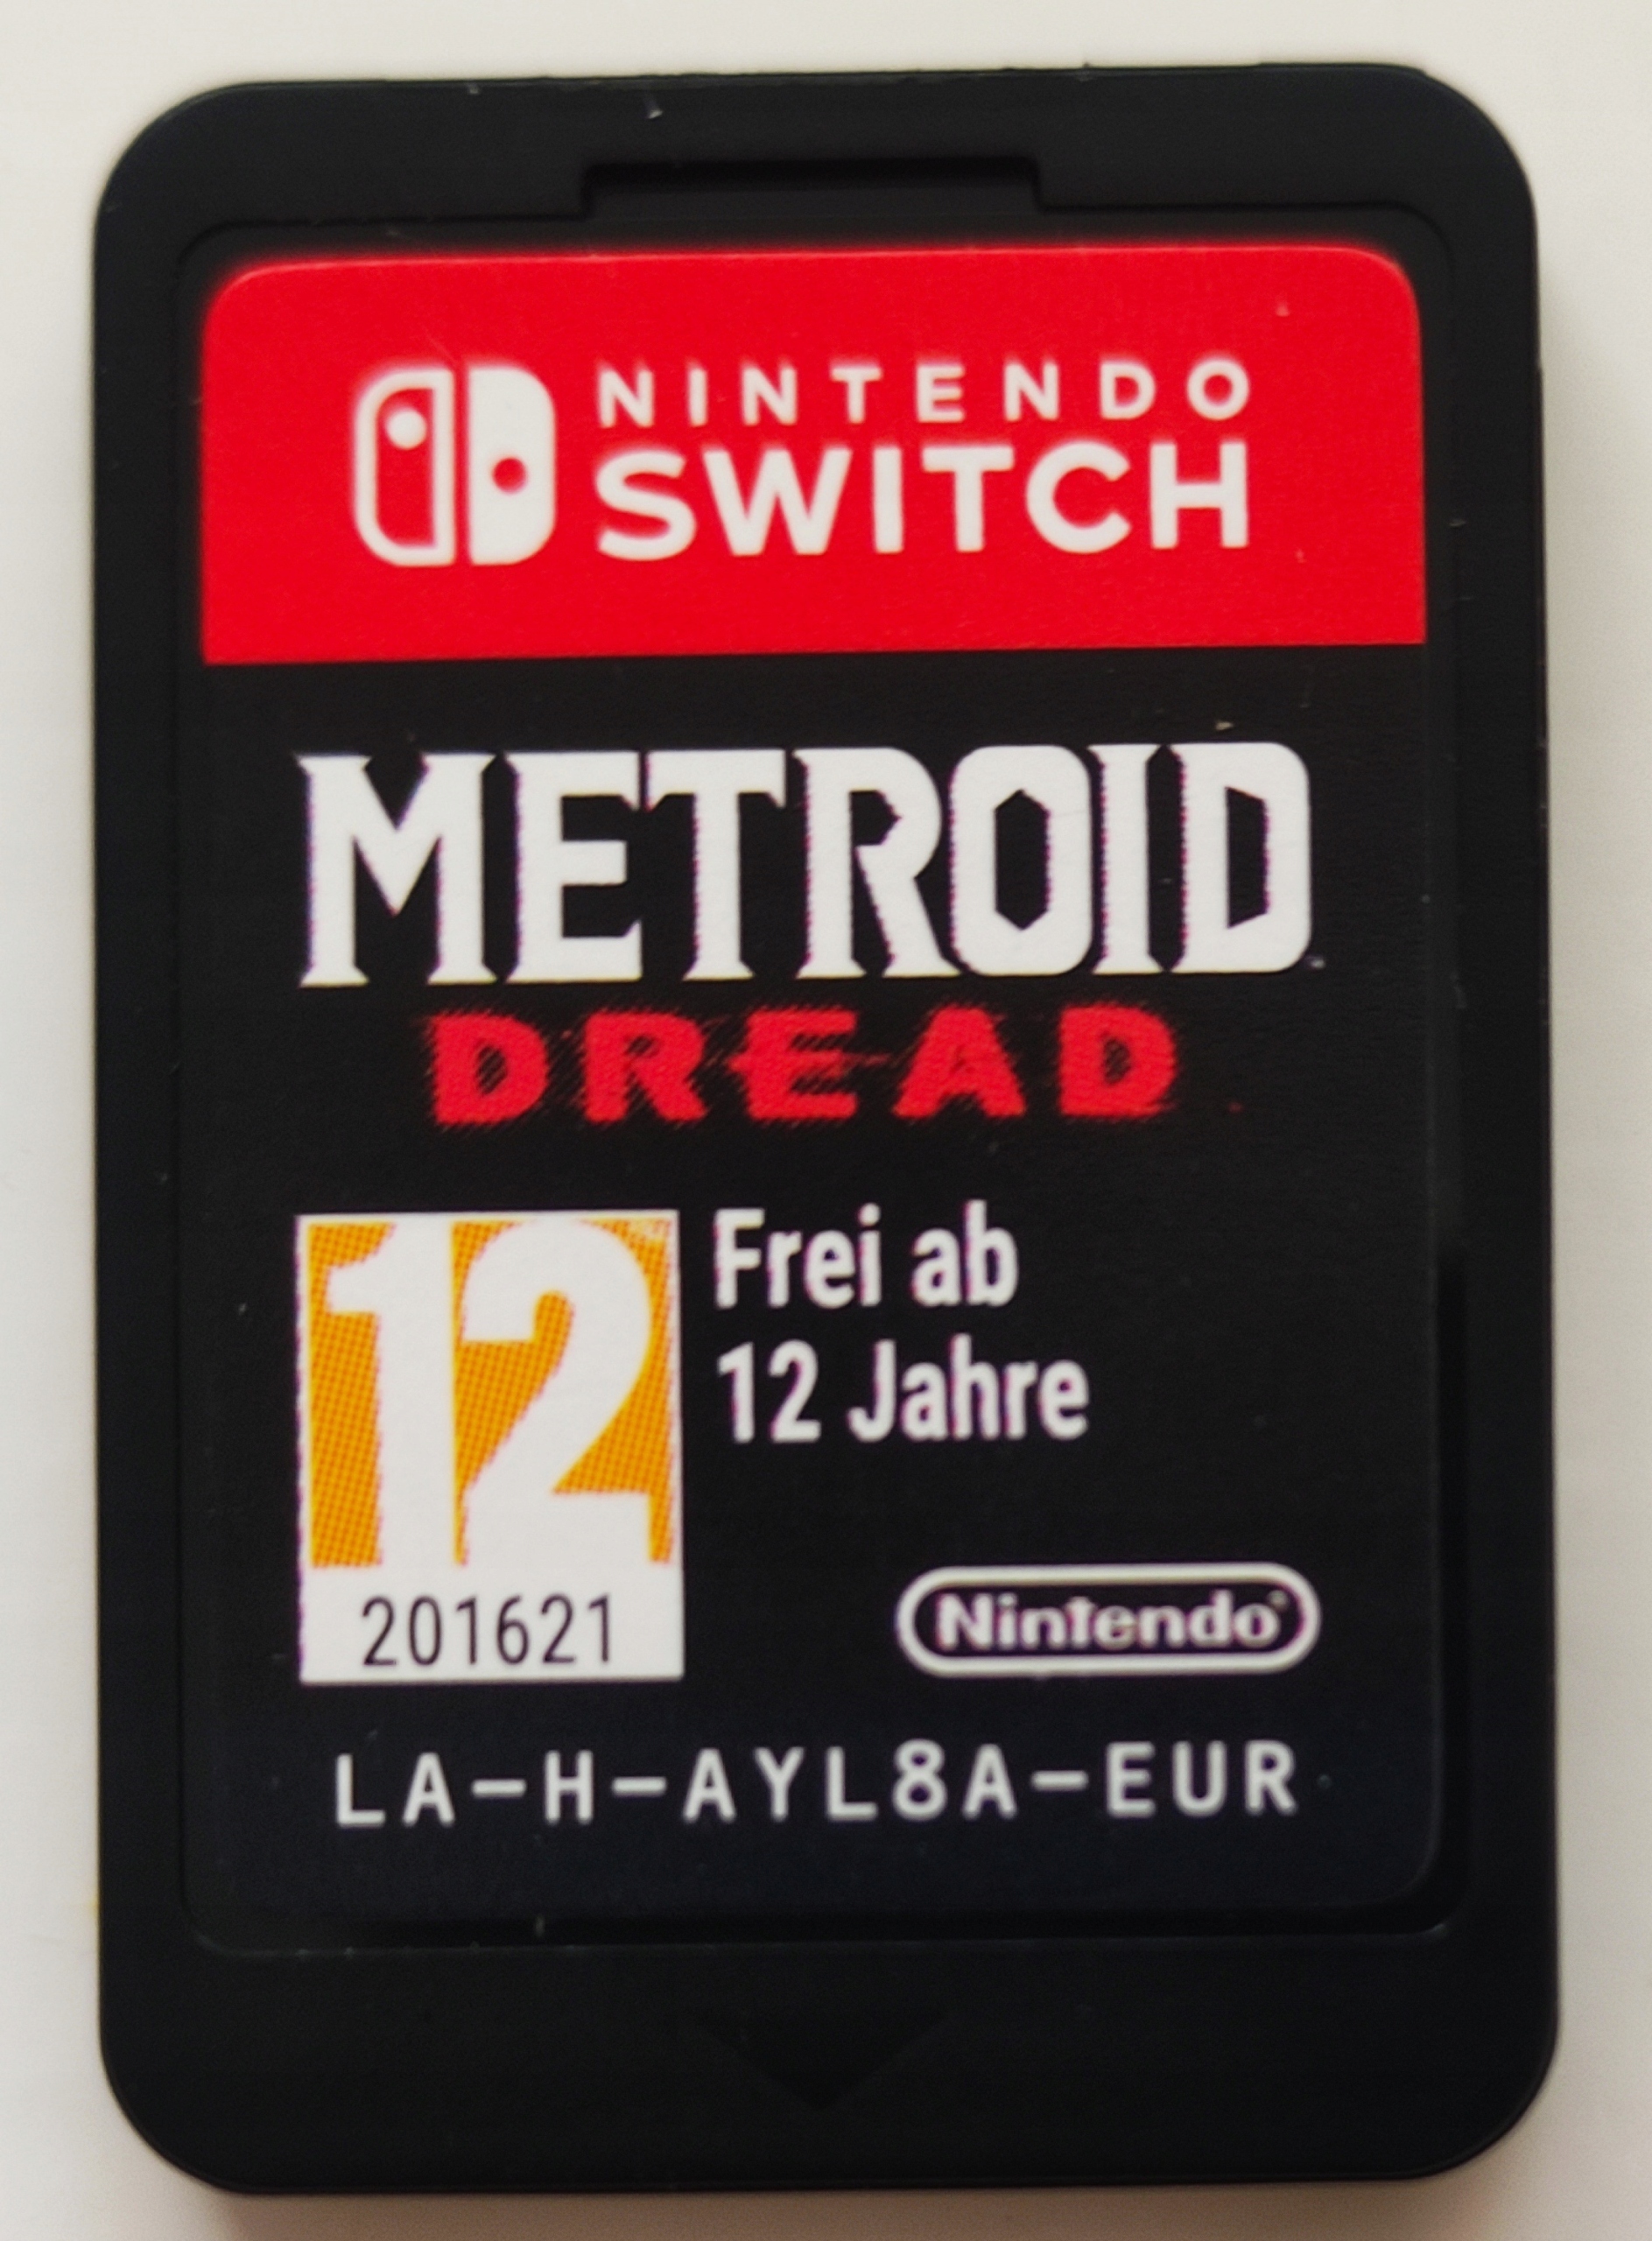 NINTENDO
SWITCH
METROID
DREAD
12
201621
Frei ab
12 Jahre
Nintendo
LA-H-AYL8A-EUR